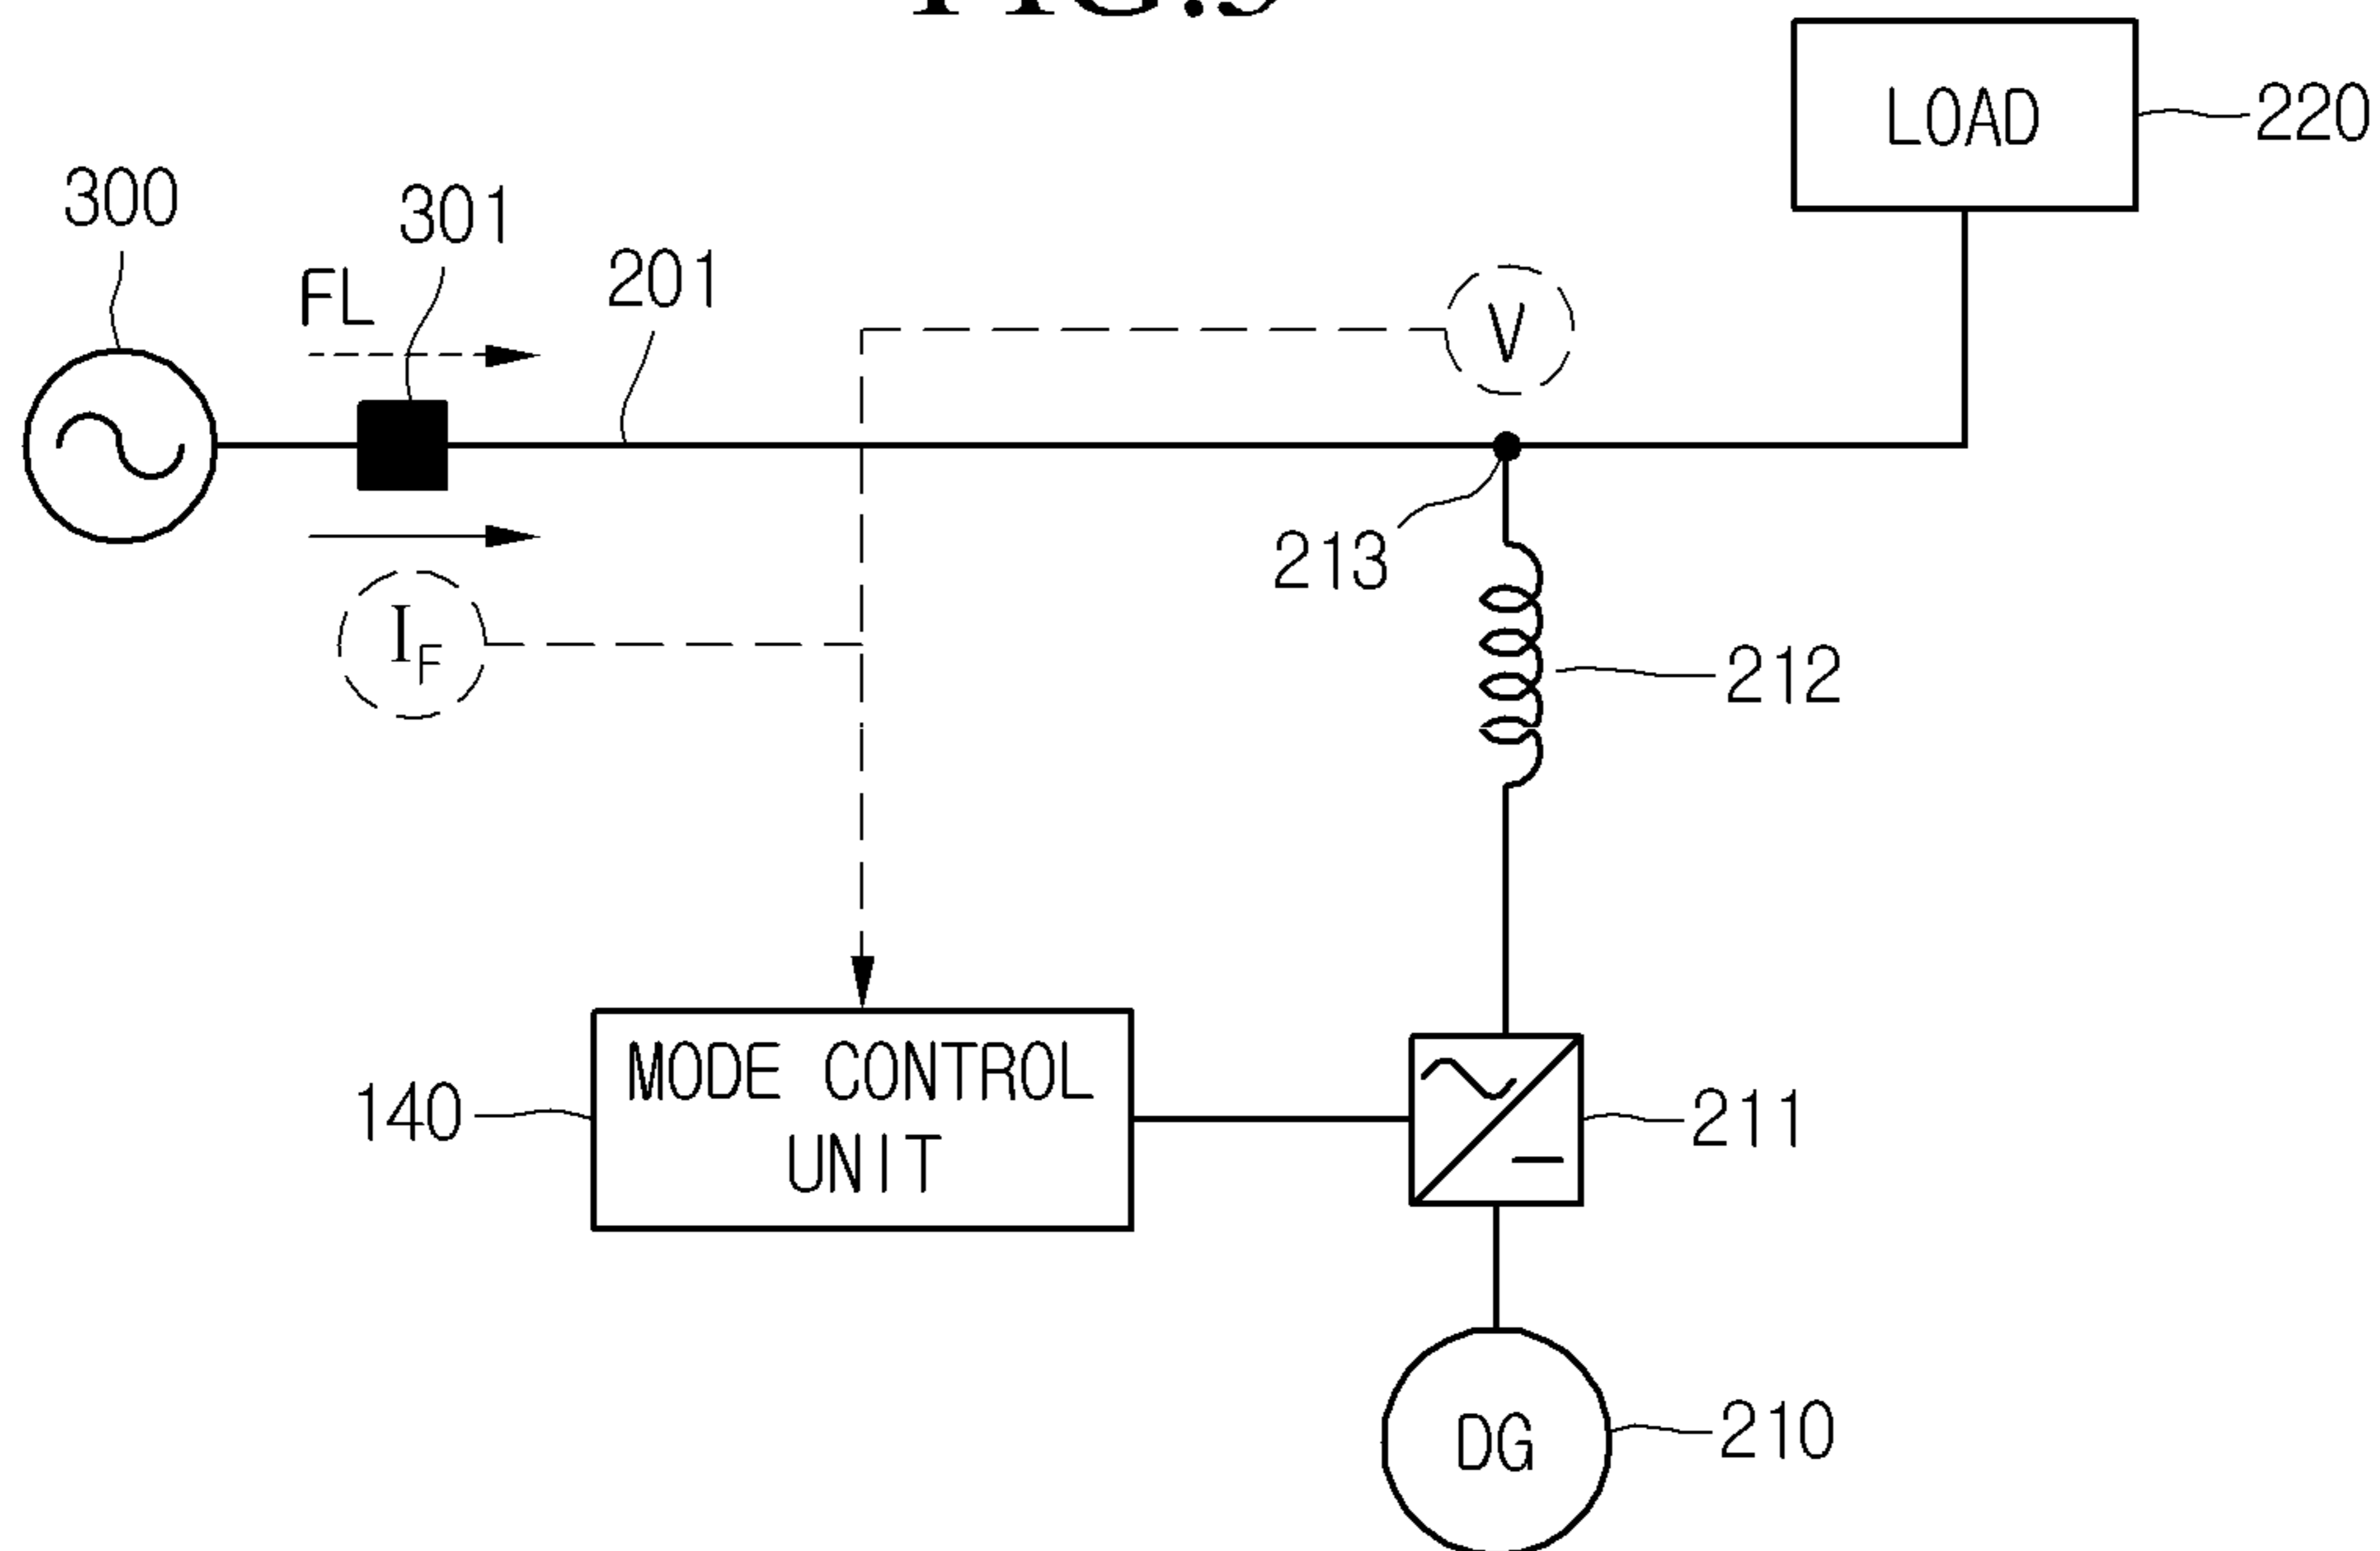 LOAD
220
300
301
FL
201
V
213
I_F
212
MODE CONTROL
UNIT
140
211
DG
210